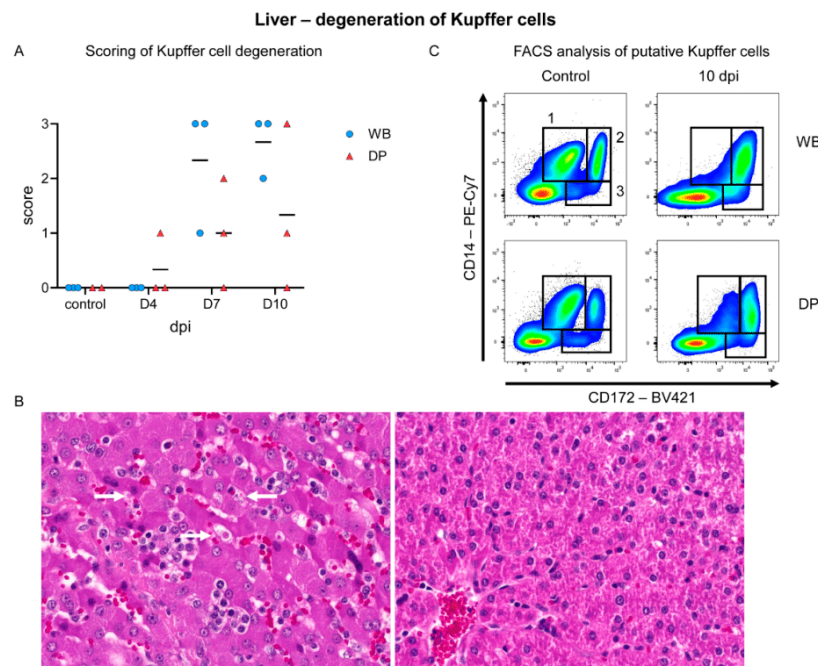 Liver – degeneration of Kupffer cells
A
Scoring of Kupffer cell degeneration
3
2
1
0
score
control
D4
D7
D10
dpi
WB
DP
C
FACS analysis of putative Kupffer cells
Control
10 dpi
1
2
3
WB
DP
CD14 – PE-Cy7
CD172 – BV421
B